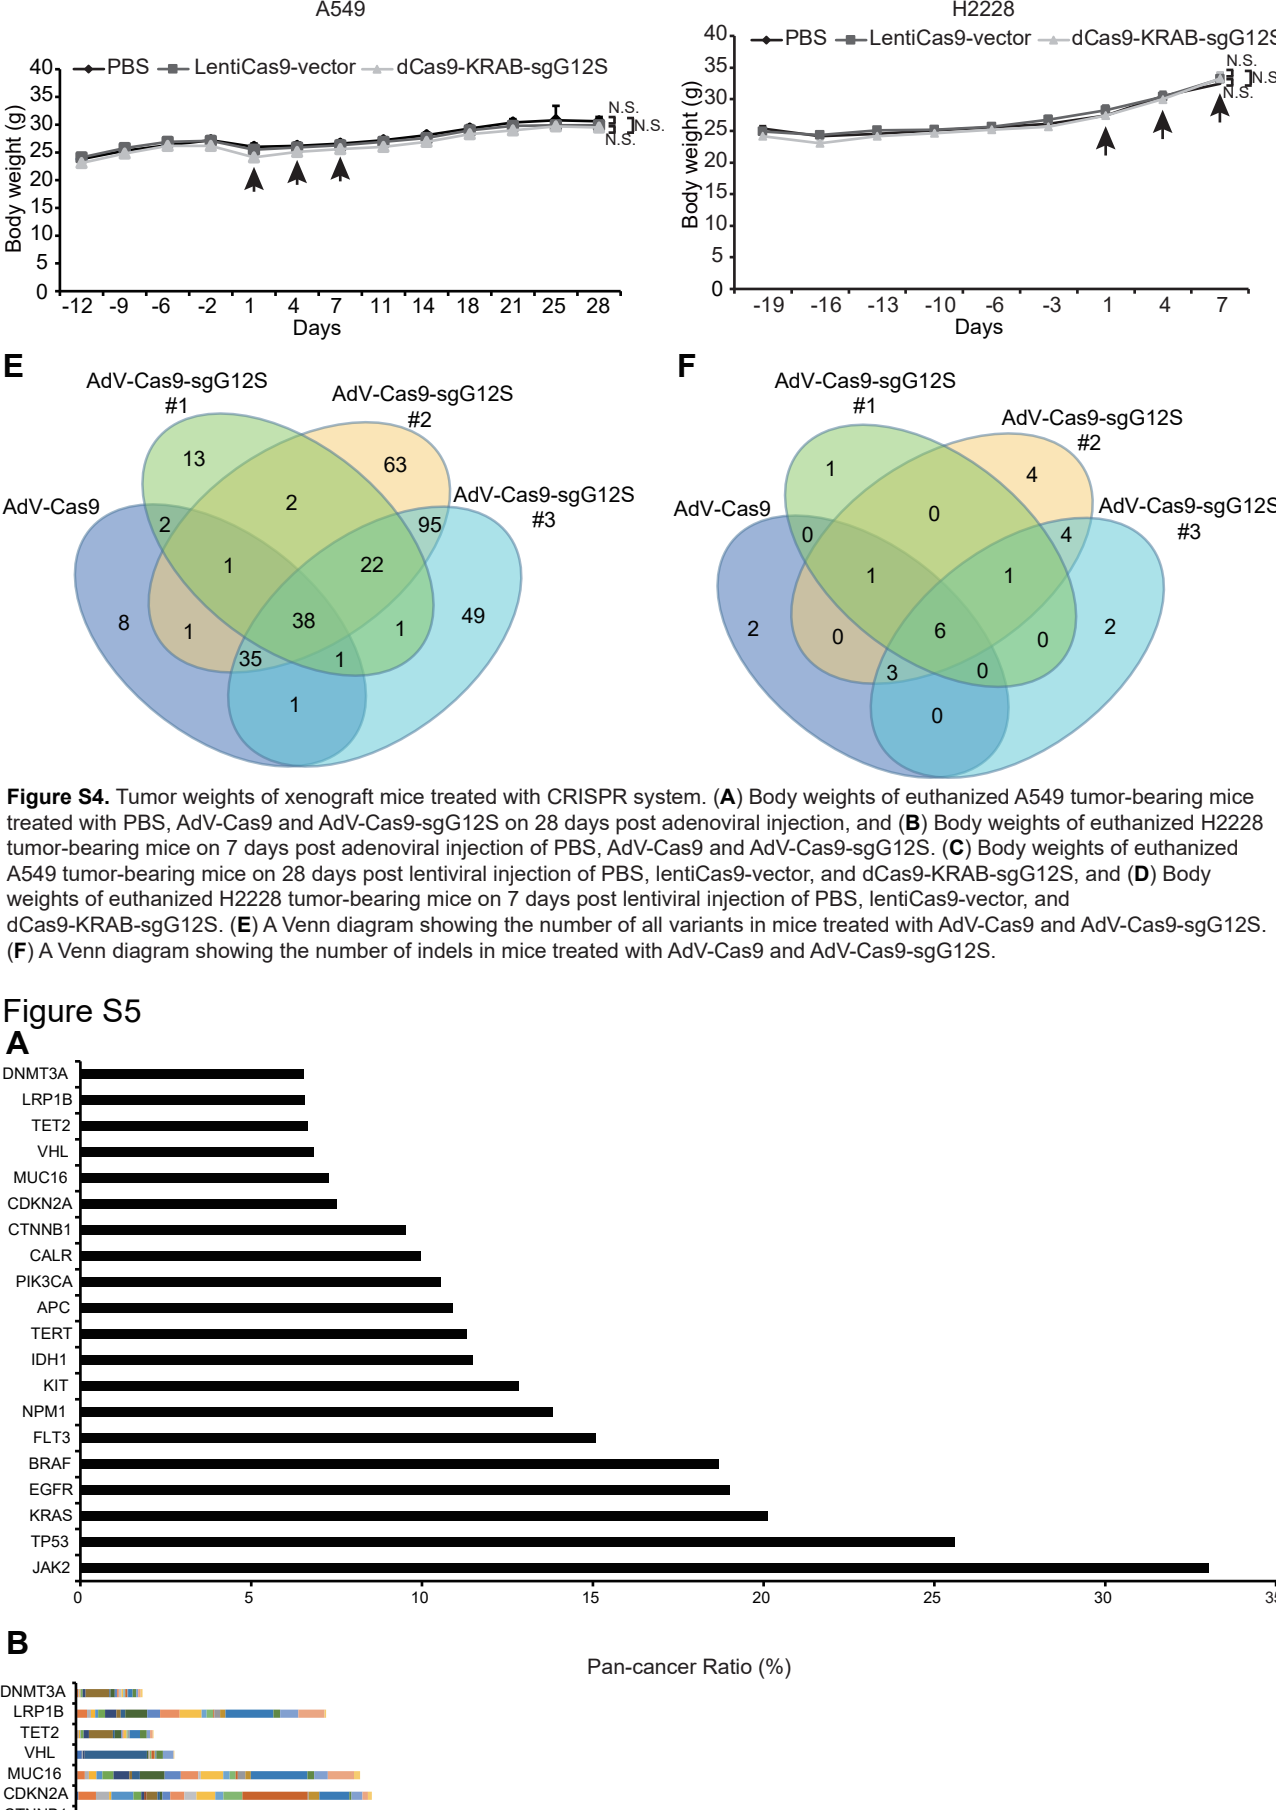 A549
PBS LentiCas9-vector dCas9-KRAB-sgG12S
Body weight (g)
40
35
30
25
20
15
10
5
0
N.S.
N.S.
N.S.
-12 -9 -6 -2 1 4 7 11 14 18 21 25 28
Days
H2228
PBS LentiCas9-vector dCas9-KRAB-sgG12S
Body weight (g)
40
35
30
25
20
15
10
5
0
N.S.
N.S
N.S.
-19 -16 -13 -10 -6 -3 1 4 7
Days
E
AdV-Cas9-sgG12S
#1
AdV-Cas9-sgG12S
#2
AdV-Cas9
AdV-Cas9-sgG12S
#3
13
63
2
2
95
1
22
8
1
38
1
49
35
1
1
F
AdV-Cas9-sgG12S
#1
AdV-Cas9-sgG12S
#2
AdV-Cas9
AdV-Cas9-sgG12S
#3
1
4
0
0
4
1
1
2
0
6
0
2
3
0
0
Figure S4. Tumor weights of xenograft mice treated with CRISPR system. (A) Body weights of euthanized A549 tumor-bearing mice
treated with PBS, AdV-Cas9 and AdV-Cas9-sgG12S on 28 days post adenoviral injection, and (B) Body weights of euthanized H2228
tumor-bearing mice on 7 days post adenoviral injection of PBS, AdV-Cas9 and AdV-Cas9-sgG12S. (C) Body weights of euthanized
A549 tumor-bearing mice on 28 days post lentiviral injection of PBS, lentiCas9-vector, and dCas9-KRAB-sgG12S, and (D) Body
weights of euthanized H2228 tumor-bearing mice on 7 days post lentiviral injection of PBS, lentiCas9-vector, and
dCas9-KRAB-sgG12S. (E) A Venn diagram showing the number of all variants in mice treated with AdV-Cas9 and AdV-Cas9-sgG12S.
(F) A Venn diagram showing the number of indels in mice treated with AdV-Cas9 and AdV-Cas9-sgG12S.
Figure S5
A
DNMT3A
LRP1B
TET2
VHL
MUC16
CDKN2A
CTNNB1
CALR
PIK3CA
APC
TERT
IDH1
KIT
NPM1
FLT3
BRAF
EGFR
KRAS
TP53
JAK2
0 5 10 15 20 25 30 35
B
Pan-cancer Ratio (%)
DNMT3A
LRP1B
TET2
VHL
MUC16
CDKN2A